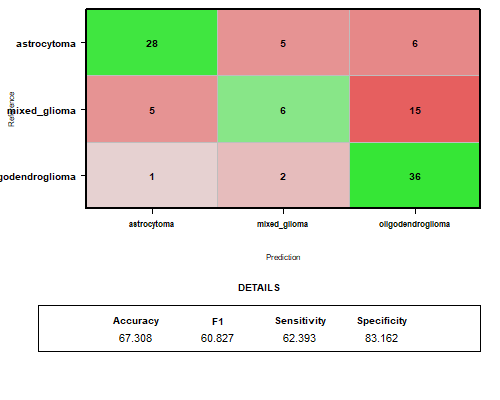 astrocytoma 28 5 6
Reference
mixed_glioma 5 6 15
godendroglioma 1 2 36
astrocytoma mixed_glioma oligodendroglioma
Prediction
DETAILS
Accuracy F1 Sensitivity Specificity
67.308 60.827 62.393 83.162